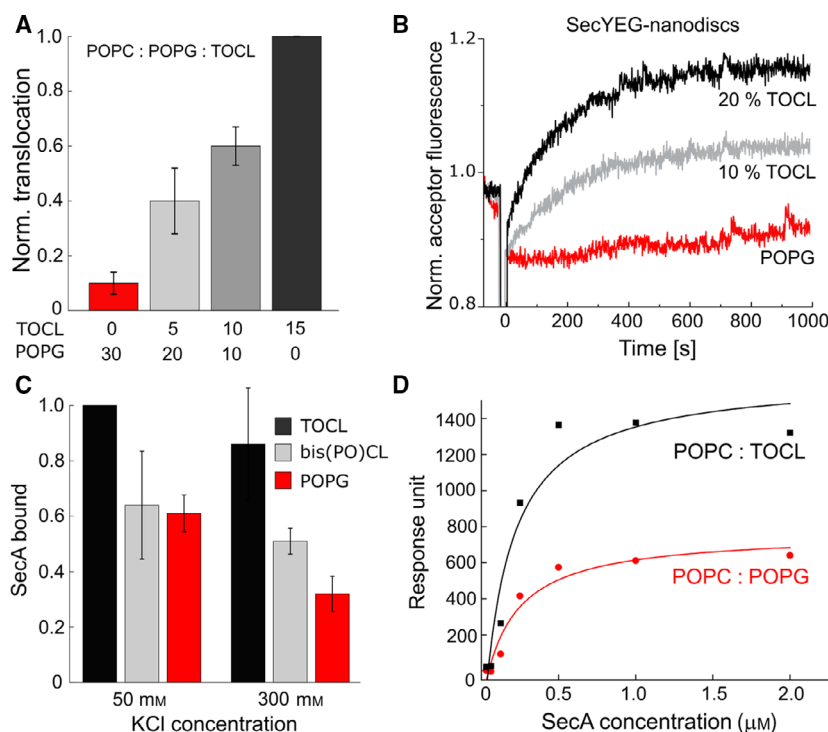 A
POPC : POPG : TOCL
Norm. translocation
1.0
0.8
0.6
0.4
0.2
0
TOCL 0 5 10 15
POPG 30 20 10 0
B
SecYEG-nanodiscs
Norm. acceptor fluorescence
1.2
1.0
0.8
20 % TOCL
10 % TOCL
POPG
0 200 400 600 800 1000
Time [s]
C
SecA bound
1.0
0.8
0.6
0.4
0.2
0
TOCL
bis(PO)CL
POPG
50 mM 300 mM
KCl concentration
D
Response unit
1400
1200
1000
800
600
400
200
0
POPC : TOCL
POPC : POPG
0.0 0.5 1.0 1.5 2.0
SecA concentration (μM)